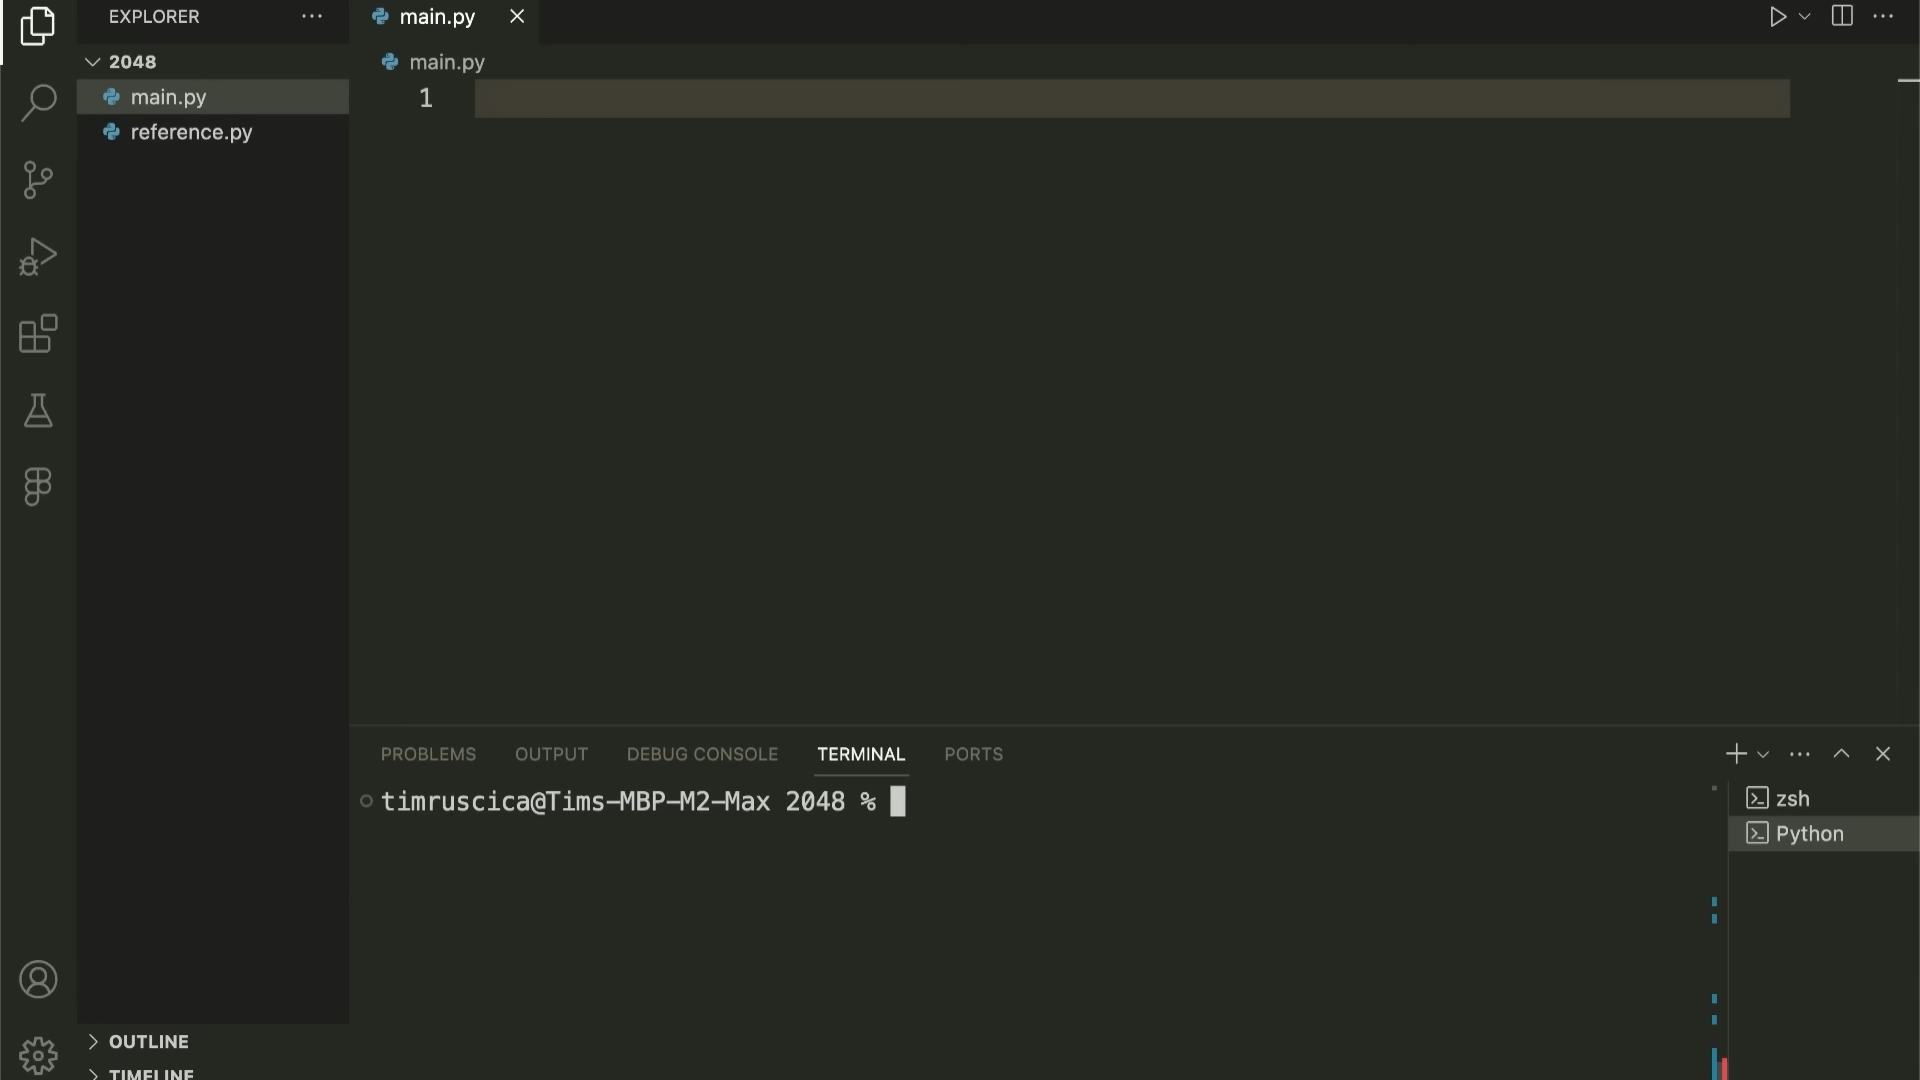 EXPLORER
main.py
2048
main.py
reference.py
main.py
1
PROBLEMS
OUTPUT
DEBUG CONSOLE
TERMINAL
PORTS
timruscica@Tims-MBP-M2-Max 2048 %
zsh
Python
OUTLINE
TIMELINE